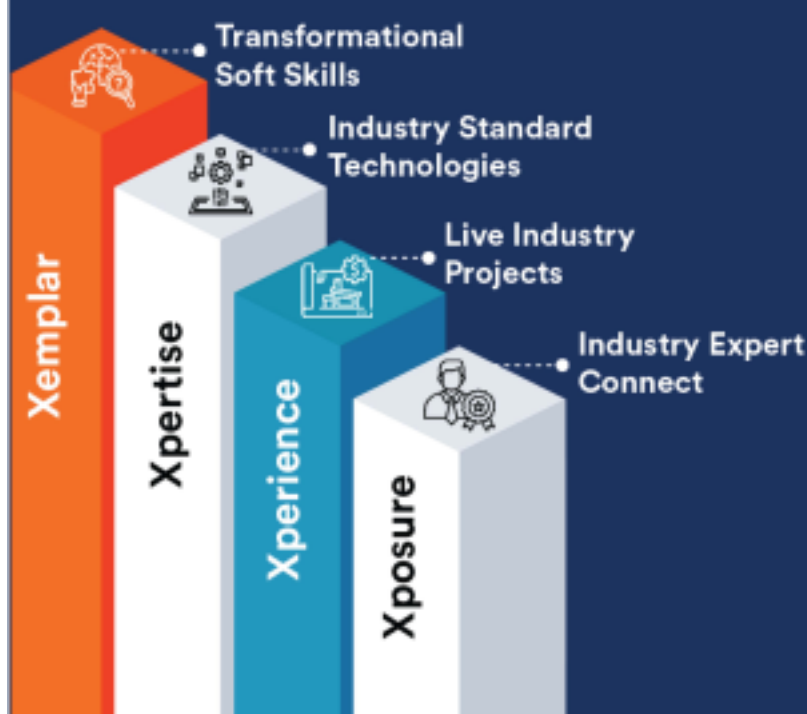 Transformational
Soft Skills
Industry Standard
Technologies
Live Industry
Projects
Industry Expert
Connect
Xemplar
Xpertise
Xperience
Xposure